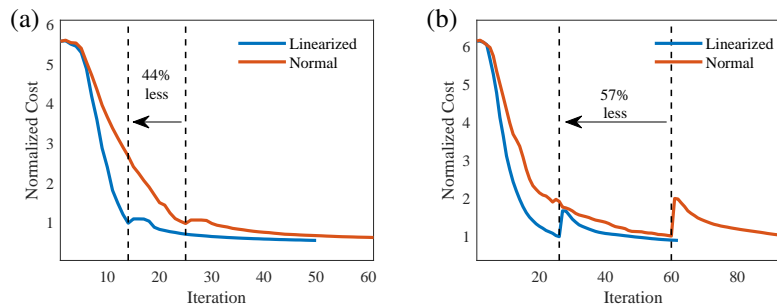 (a)
Normalized Cost
6
5
4
3
2
1
10 20 30 40 50 60
Iteration
Linearized
Normal
44%
less
(b)
Normalized Cost
6
5
4
3
2
1
20 40 60 80
Iteration
Linearized
Normal
57%
less